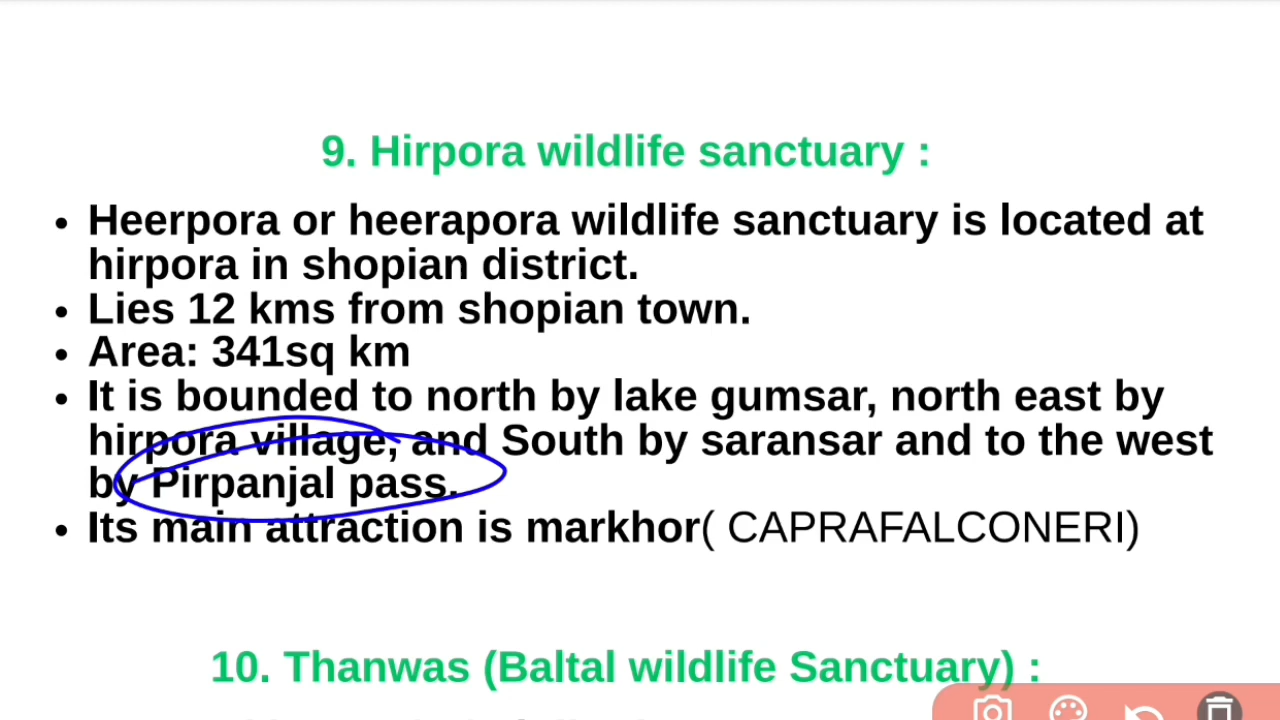 9. Hirpora wildlife sanctuary :
• Heerpora or heerapora wildlife sanctuary is located at
hirpora in shopian district.
• Lies 12 kms from shopian town.
• Area: 341sq km
• It is bounded to north by lake gumsar, north east by
hirpora village, and South by saransar and to the west
by Pirpanjal pass.
• Its main attraction is markhor( CAPRAFALCONERI)
10. Thanwas (Baltal wildlife Sanctuary) :